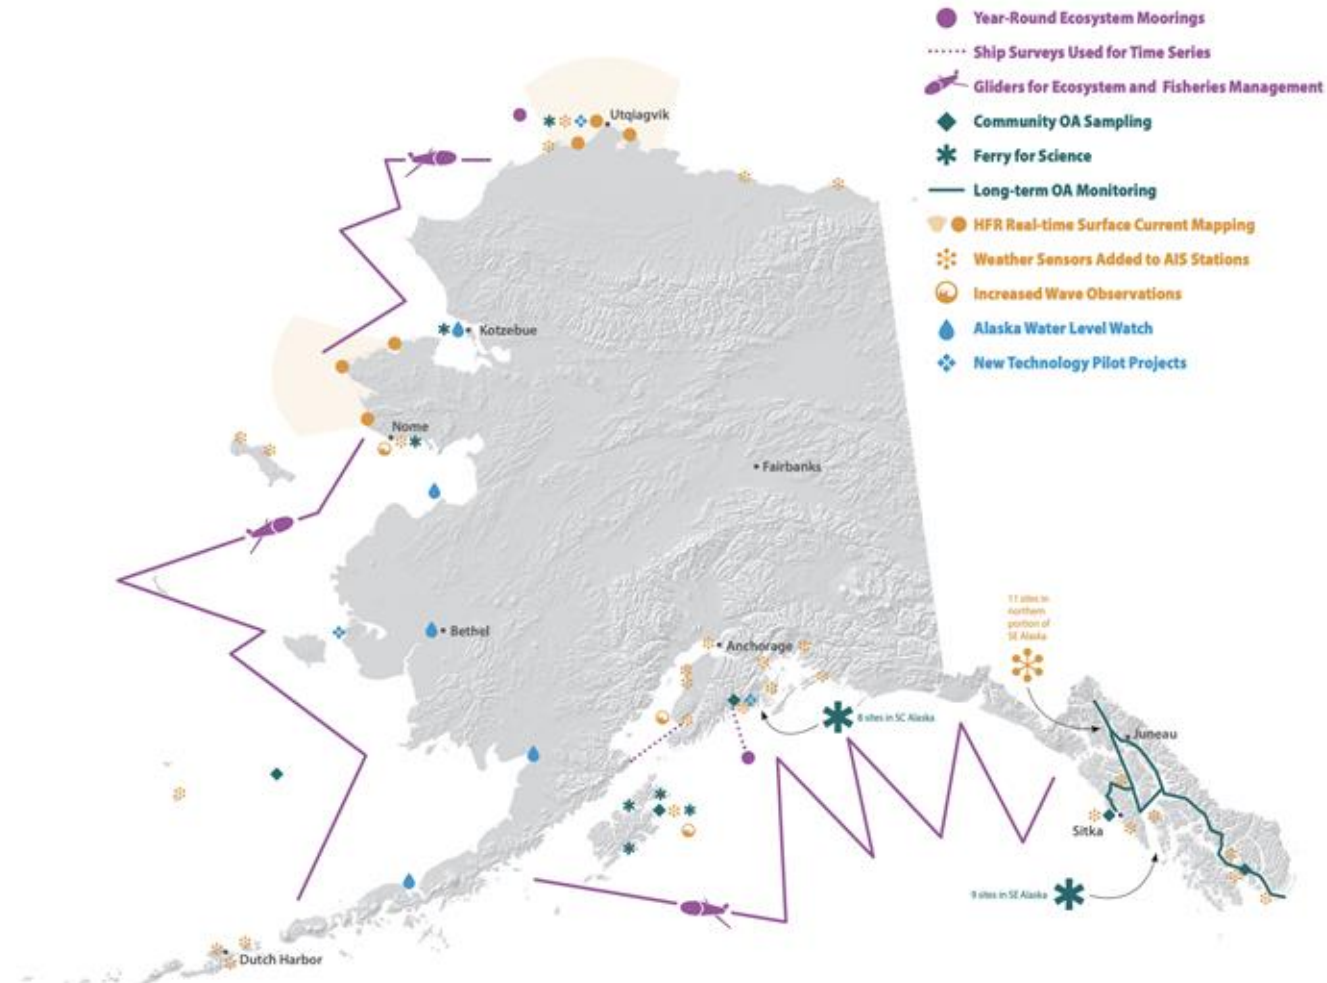 Year-Round Ecosystem Moorings
Ship Surveys Used for Time Series
Gliders for Ecosystem and Fisheries Management
Community OA Sampling
Ferry for Science
Long-term OA Monitoring
HFR Real-time Surface Current Mapping
Weather Sensors Added to AIS Stations
Increased Wave Observations
Alaska Water Level Watch
New Technology Pilot Projects
Utqiagvik
Kotzebue
Nome
Fairbanks
Bethel
Anchorage
11 sites in
northern
portion of
SE Alaska
8 sites in SC Alaska
Juneau
Sitka
9 sites in SE Alaska
Dutch Harbor